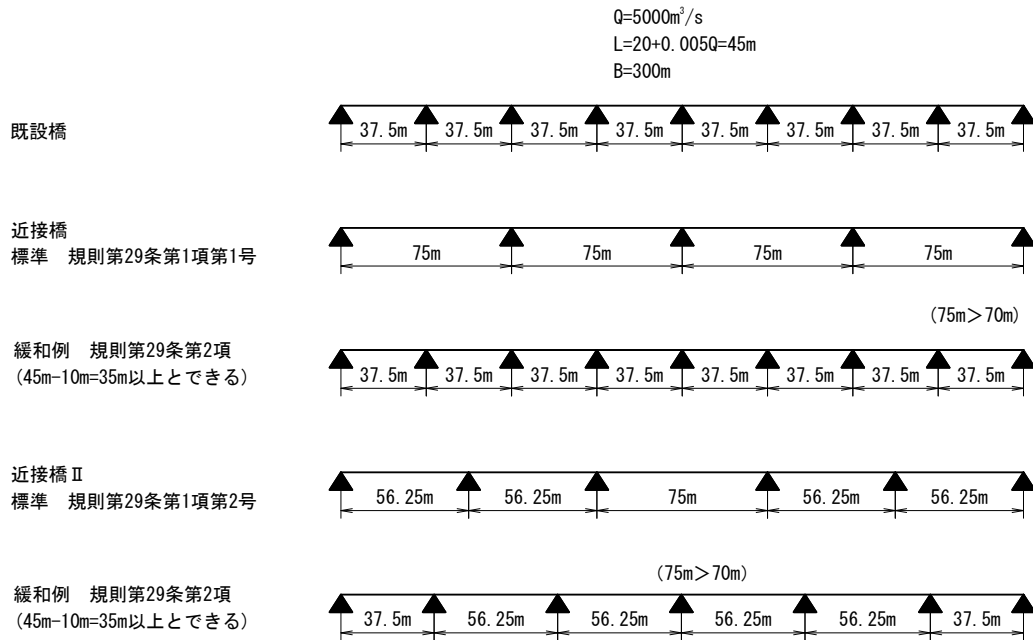 Q=5000m³/s
L=20+0.005Q=45m
B=300m
既設橋
37.5m 37.5m 37.5m 37.5m 37.5m 37.5m 37.5m 37.5m
近接橋
標準 規則第29条第1項第1号
75m 75m 75m 75m
(75m＞70m)
緩和例 規則第29条第2項
(45m-10m=35m以上とできる)
37.5m 37.5m 37.5m 37.5m 37.5m 37.5m 37.5m 37.5m
近接橋Ⅱ
標準 規則第29条第1項第2号
56.25m 56.25m 75m 56.25m 56.25m
(75m＞70m)
緩和例 規則第29条第2項
(45m-10m=35m以上とできる)
37.5m 56.25m 56.25m 56.25m 56.25m 37.5m